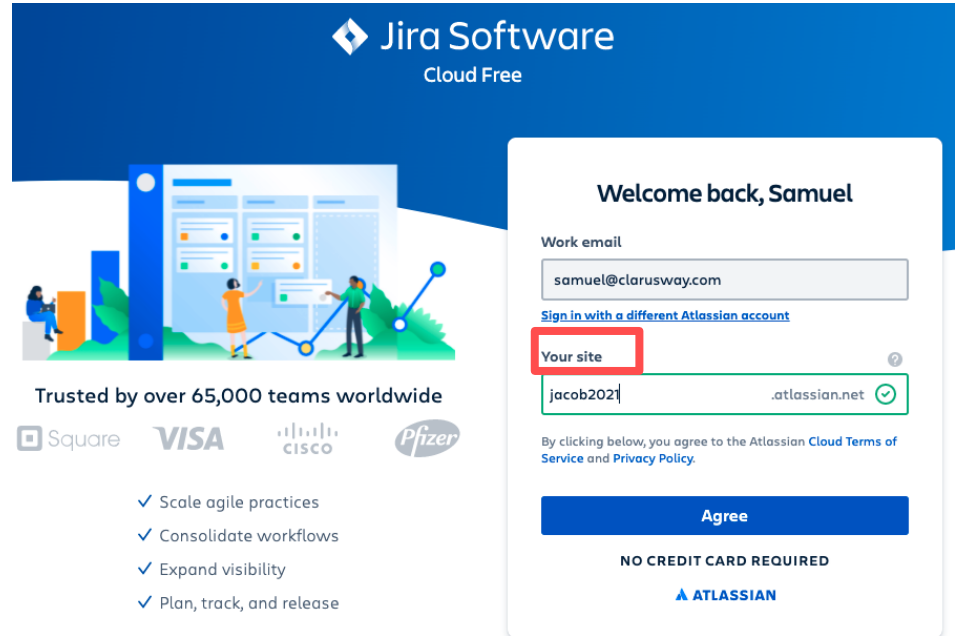 Jira Software
Cloud Free
Welcome back, Samuel
Work email
samuel@clarusway.com
Sign in with a different Atlassian account
Your site
jacob2021 .atlassian.net
By clicking below, you agree to the Atlassian Cloud Terms of
Service and Privacy Policy.
Agree
NO CREDIT CARD REQUIRED
ATLASSIAN
Trusted by over 65,000 teams worldwide
Square VISA CISCO Pfizer
Scale agile practices
Consolidate workflows
Expand visibility
Plan, track, and release